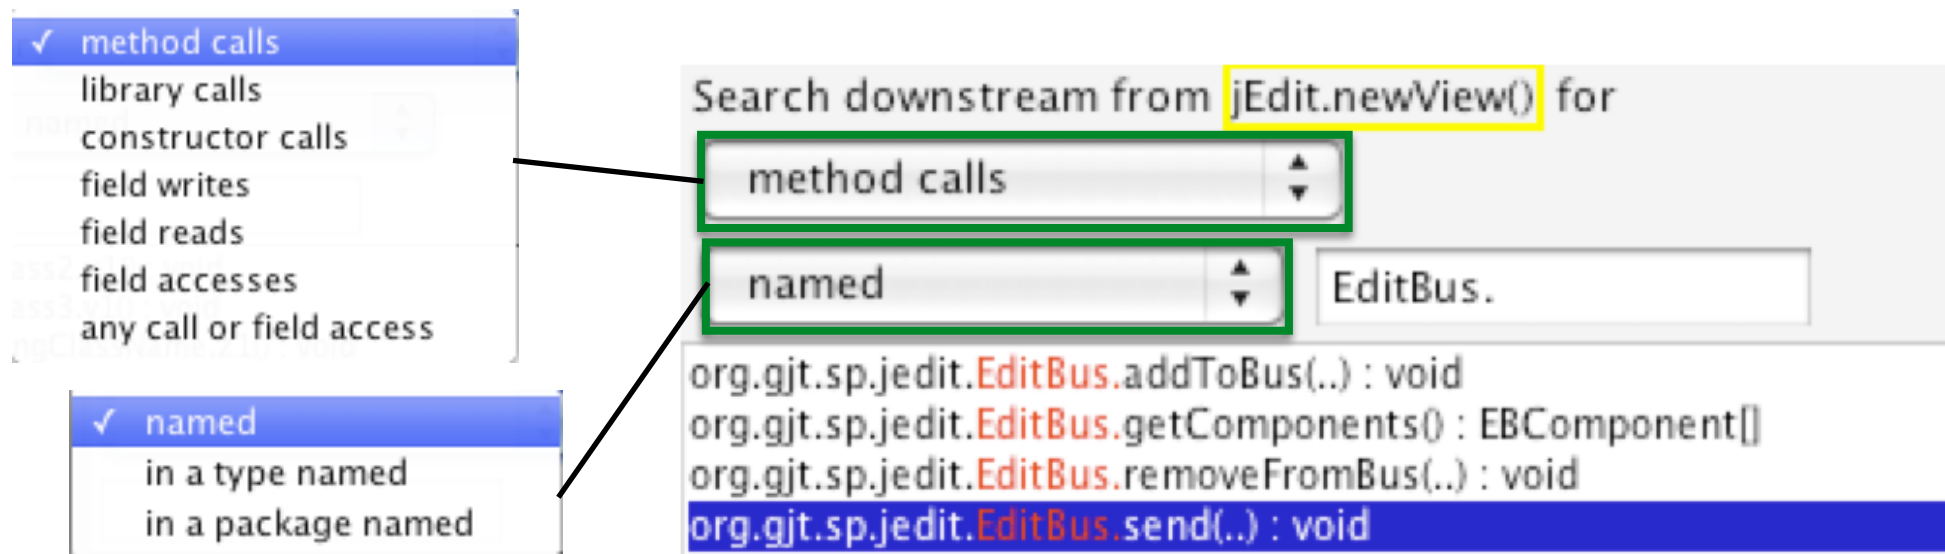 ✓ method calls
library calls
constructor calls
field writes
field reads
field accesses
any call or field access
✓ named
in a type named
in a package named
Search downstream from jEdit.newView() for
method calls
named
EditBus.
org.gjt.sp.jedit.EditBus.addToBus(..) : void
org.gjt.sp.jedit.EditBus.getComponents() : EBComponent[]
org.gjt.sp.jedit.EditBus.removeFromBus(..) : void
org.gjt.sp.jedit.EditBus.send(..) : void